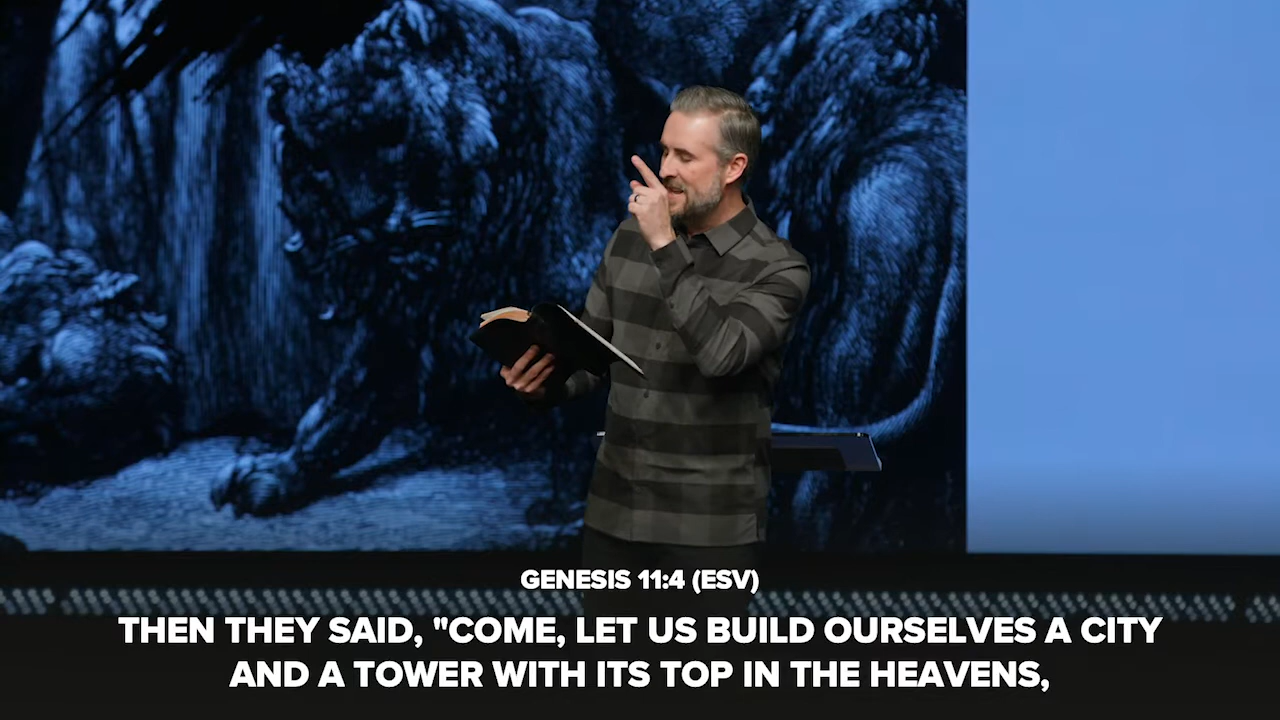 GENESIS 11:4 (ESV)
THEN THEY SAID, "COME, LET US BUILD OURSELVES A CITY
AND A TOWER WITH ITS TOP IN THE HEAVENS,